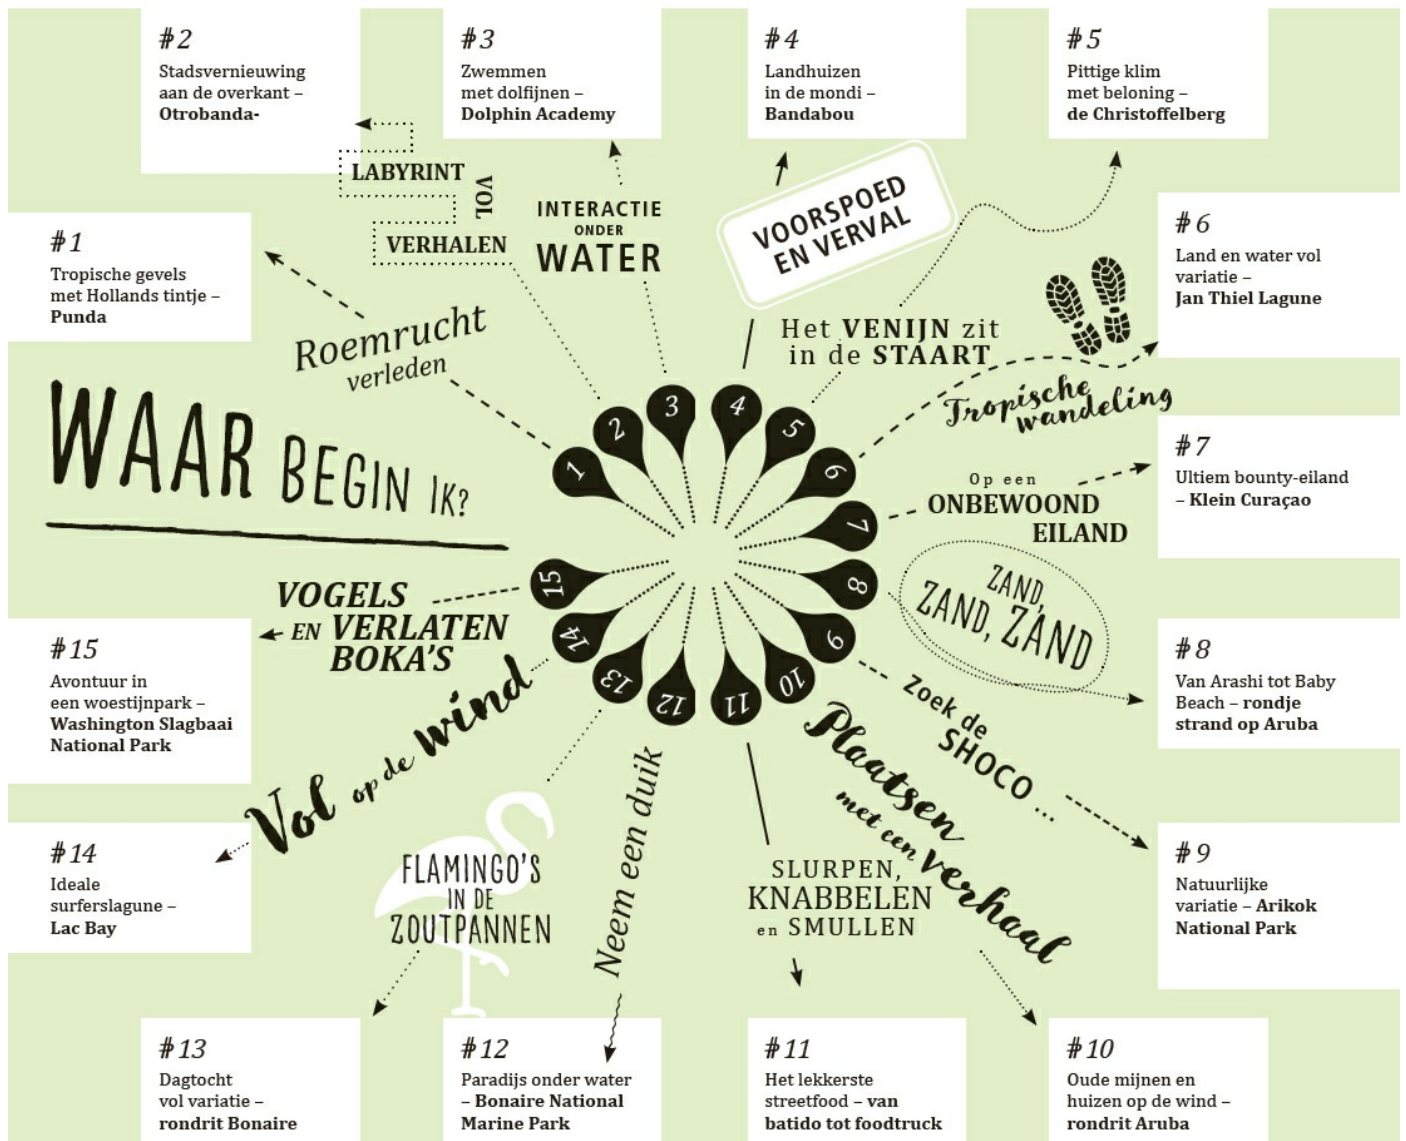 #2
Stadsvernieuwing
aan de overkant –
Otrobanda-
#3
Zwemmen
met dolfijnen –
Dolphin Academy
#4
Landhuizen
in de mondi –
Bandabou
#5
Pittige klim
met beloning –
de Christoffelberg
#1
Tropische gevels
met Hollands tintje –
Punda
LABYRINT
VOL
VERHALEN
INTERACTIE
ONDER
WATER
VOORSPOED
EN VERVAL
#6
Land en water vol
variatie –
Jan Thiel Lagune
Roemrucht
verleden
Het VENIJN zit
in de STAART
Tropische
wandeling
WAAR BEGIN IK?
1
2
3
4
5
6
7
8
9
10
11
12
13
14
15
#7
Ultiem bounty-eiland
– Klein Curaçao
Op een
ONBEWOOND
EILAND
ZAND,
ZAND, ZAND
#8
Van Arashi tot Baby
Beach – rondje
strand op Aruba
VOGELS
EN VERLATEN
BOKA'S
#15
Avontuur in
een woestijnpark –
Washington Slagbaai
National Park
Vol op de wind
Zoek de
SHOCO ...
Plaatsen
met een verhaal
#14
Ideale
surferslagune –
Lac Bay
FLAMINGO'S
IN DE
ZOUTPANNEN
Neem een duik
SLURPEN,
KNABBELEN
en SMULLEN
#9
Natuurlijke
variatie – Arikok
National Park
#13
Dagtocht
vol variatie –
rondrit Bonaire
#12
Paradijs onder water
– Bonaire National
Marine Park
#11
Het lekkerste
streetfood – van
batido tot foodtruck
#10
Oude mijnen en
huizen op de wind –
rondrit Aruba